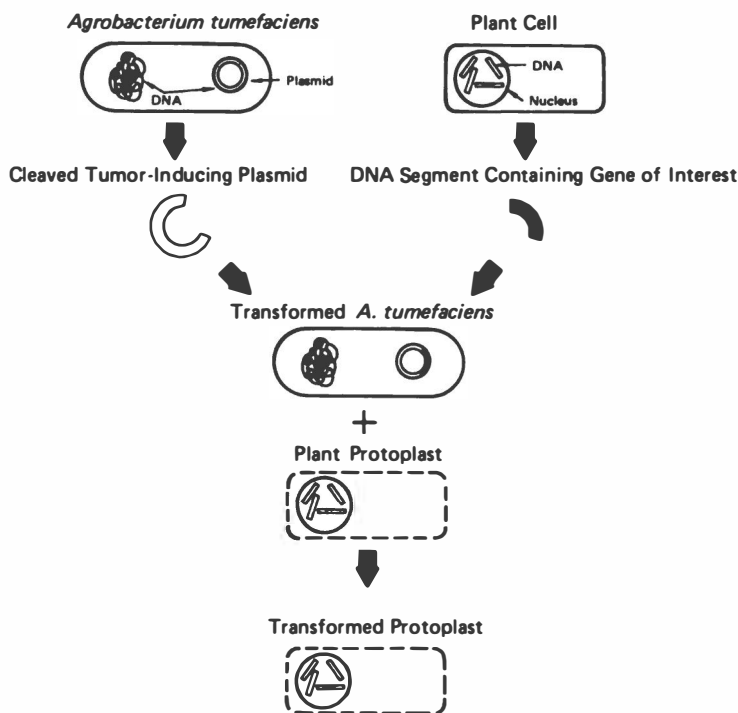 Agrobacterium tumefaciens
Plant Cell
DNA
Plasmid
DNA
Nucleus
Cleaved Tumor-Inducing Plasmid
DNA Segment Containing Gene of Interest
Transformed A. tumefaciens
+
Plant Protoplast
Transformed Protoplast